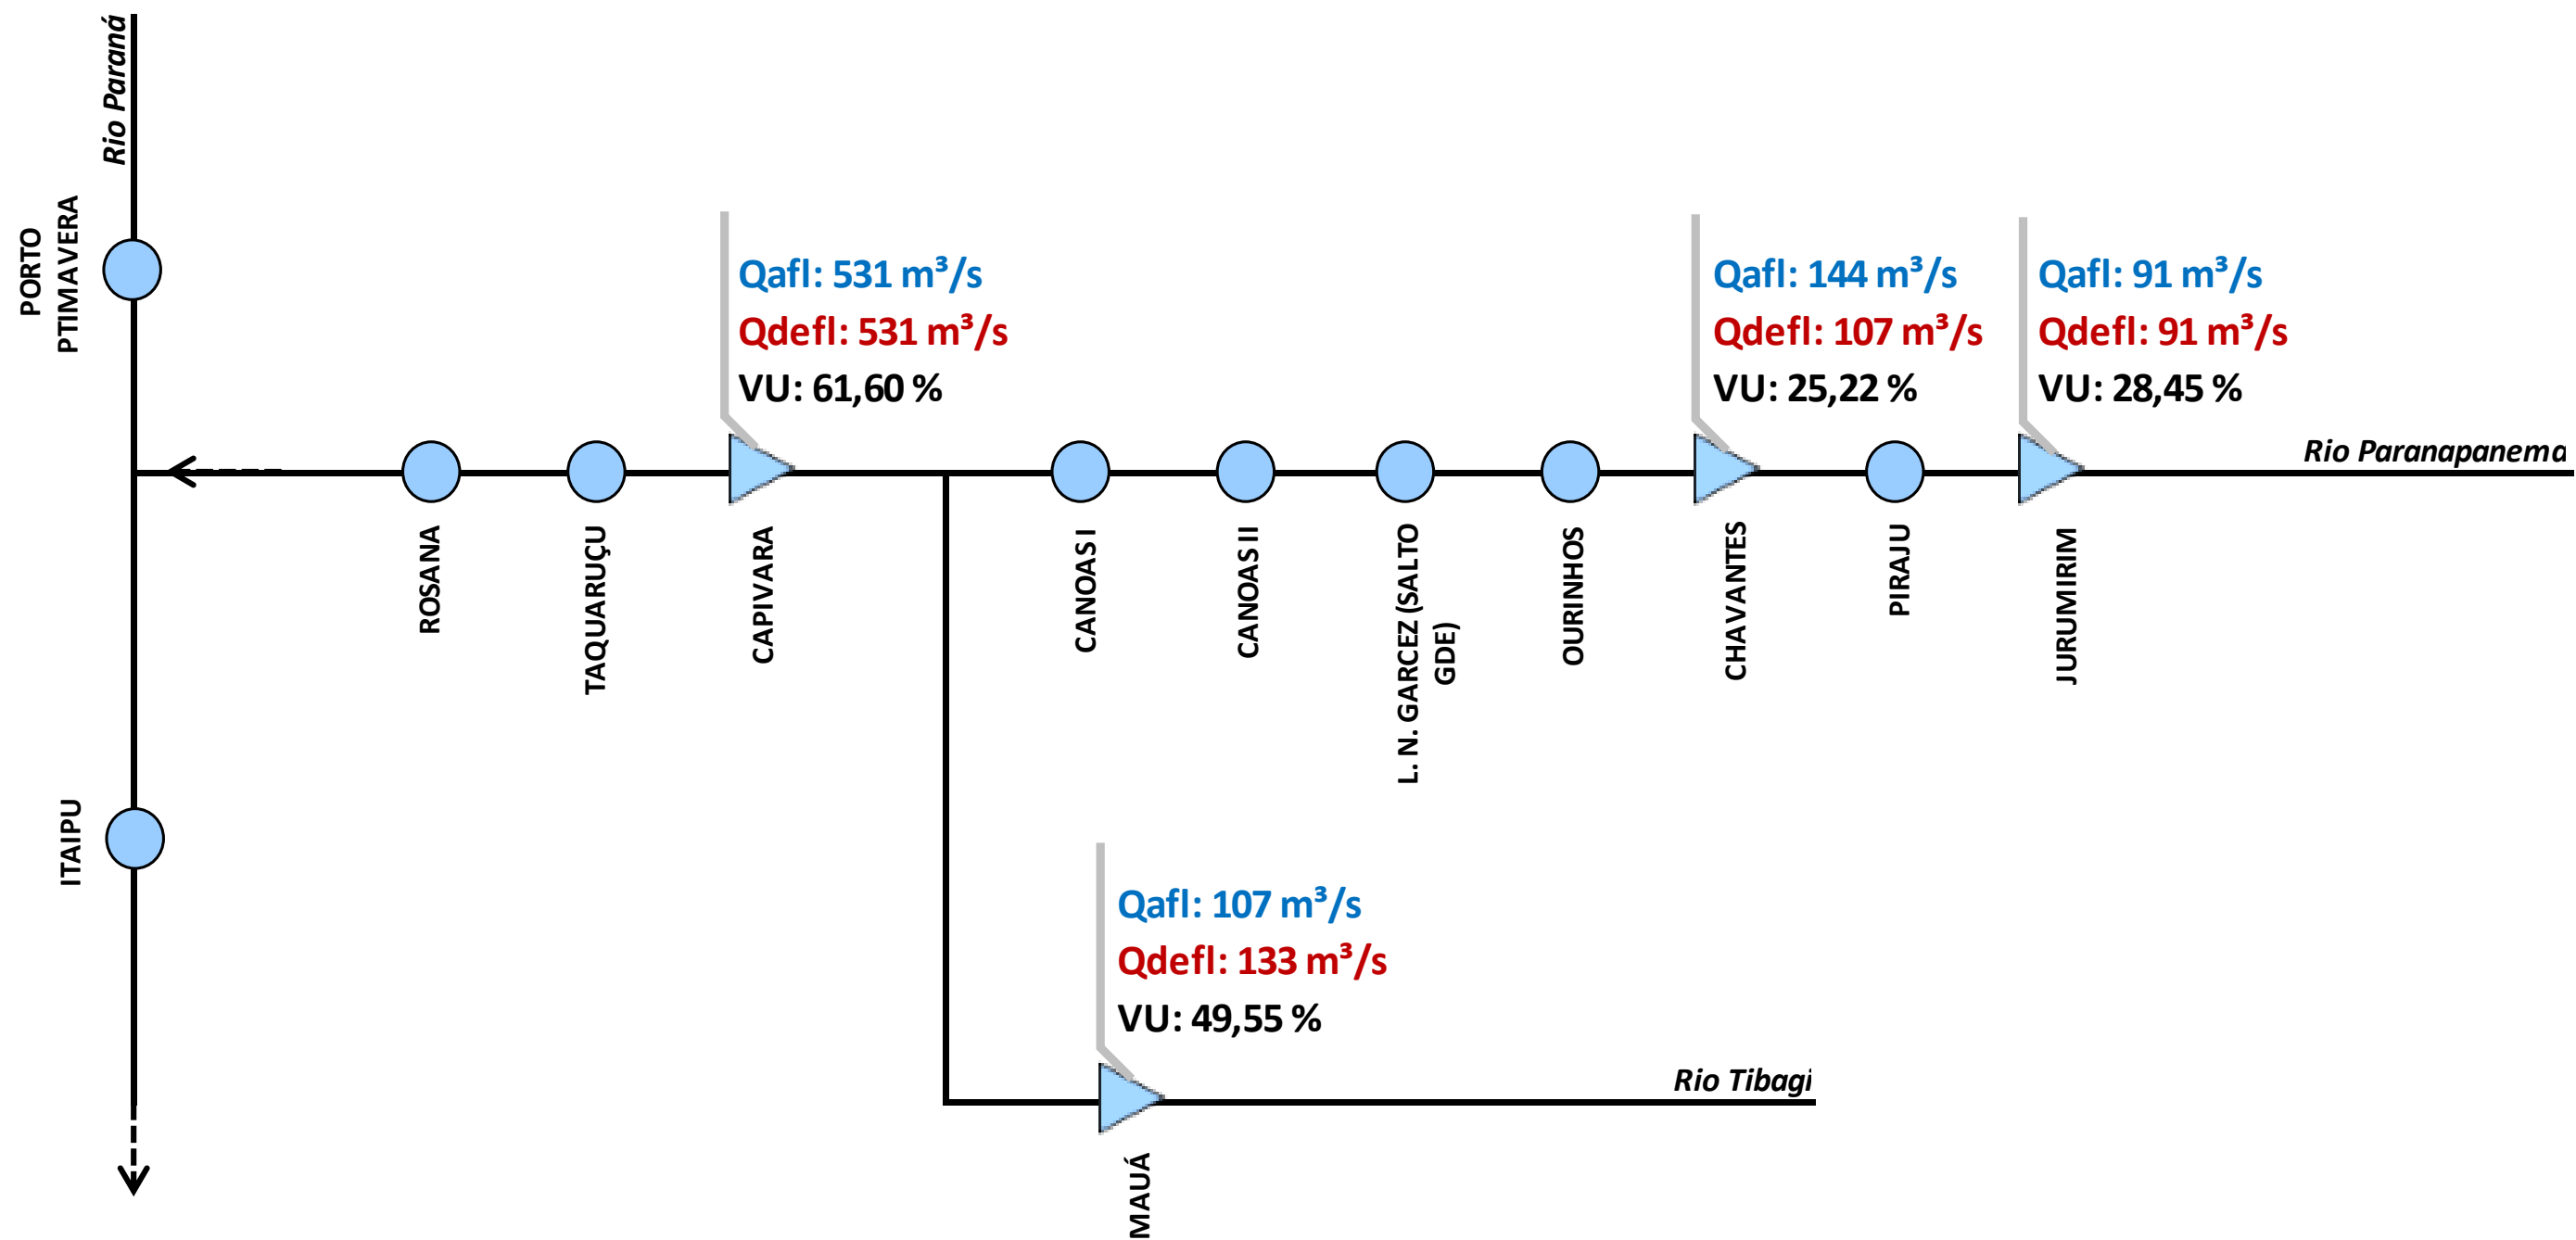 Rio Paraná
PORTO
PTIMAVERA
Qafl: 531 m³/s
Qdefl: 531 m³/s
VU: 61,60 %
Qafl: 144 m³/s
Qdefl: 107 m³/s
VU: 25,22 %
Qafl: 91 m³/s
Qdefl: 91 m³/s
VU: 28,45 %
Rio Paranapanema
ROSANA
TAQUARUÇU
CAPIVARA
CANOAS I
CANOAS II
L. N. GARCEZ (SALTO
GDE)
OURINHOS
CHAVANTES
PIRAJU
JURUMIRIM
ITAIPU
Qafl: 107 m³/s
Qdefl: 133 m³/s
VU: 49,55 %
Rio Tibagi
MAUÁ